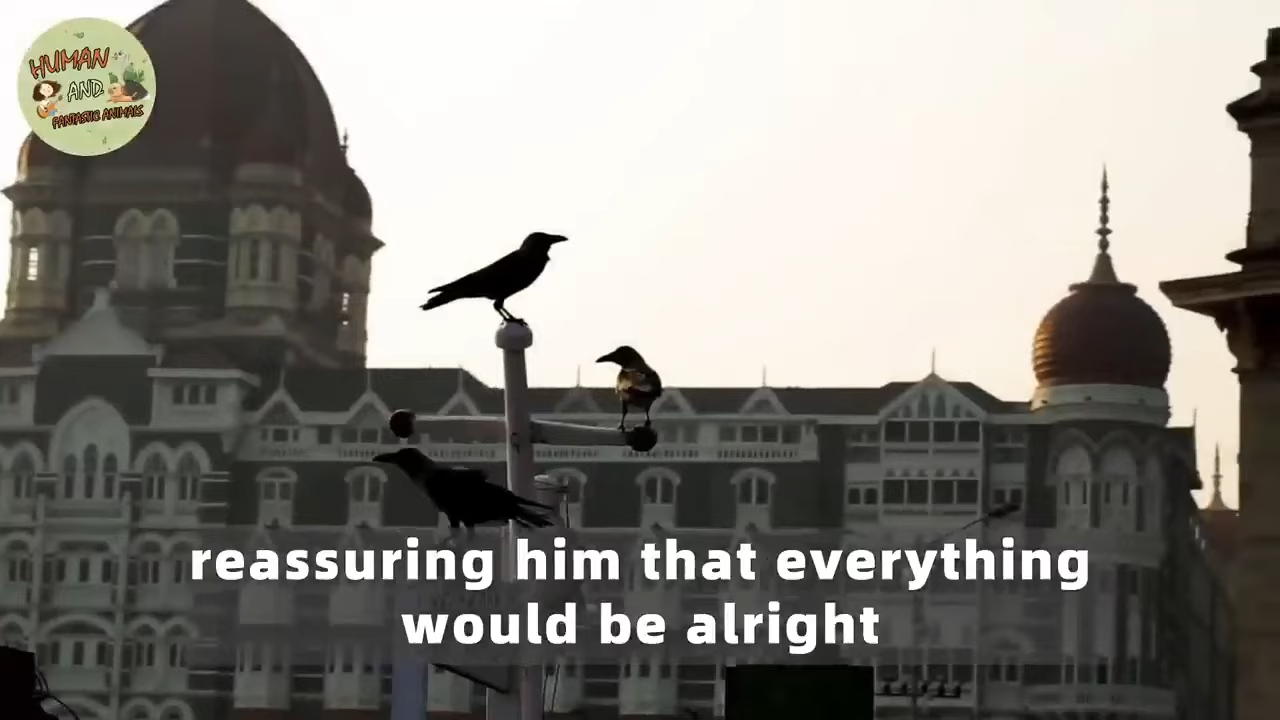 HUMAN
AND
FANTASTIC ANIMALS
reassuring him that everything
would be alright